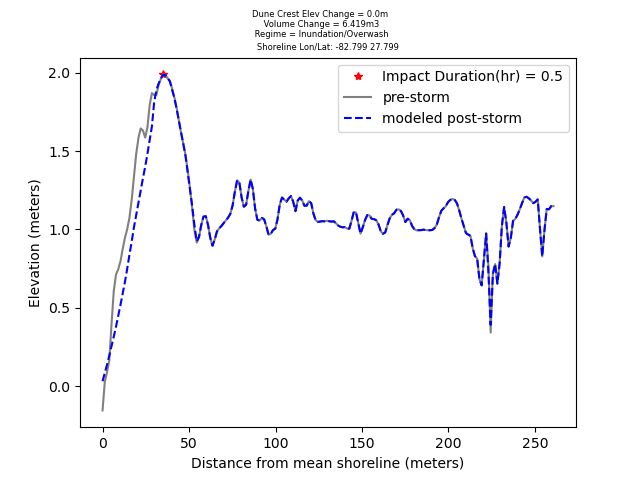 Dune Crest Elev Change = 0.0m
Volume Change = 6.419m3
Regime = Inundation/Overwash
Shoreline Lon/Lat: -82.799 27.799
Impact Duration(hr) = 0.5
pre-storm
modeled post-storm
Elevation (meters)
2.0
1.5
1.0
0.5
0.0
0
50
100
150
200
250
Distance from mean shoreline (meters)